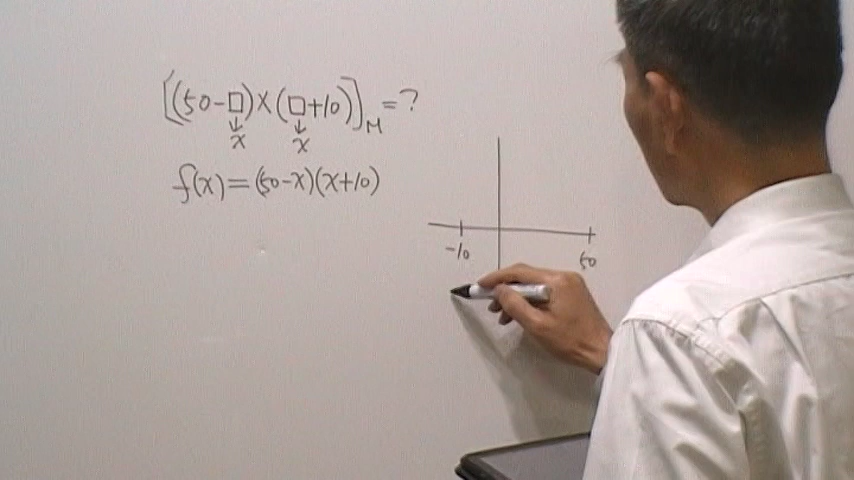 [(50-□)×(□+10)]M=?
↓ ↓
x x
f(x)=(50-x)(x+10)
-10 50